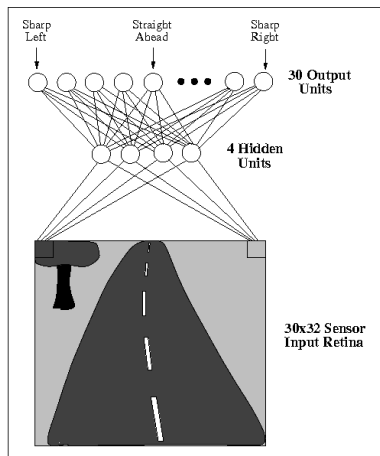 Sharp
Left
Straight
Ahead
Sharp
Right
30 Output
Units
4 Hidden
Units
30x32 Sensor
Input Retina